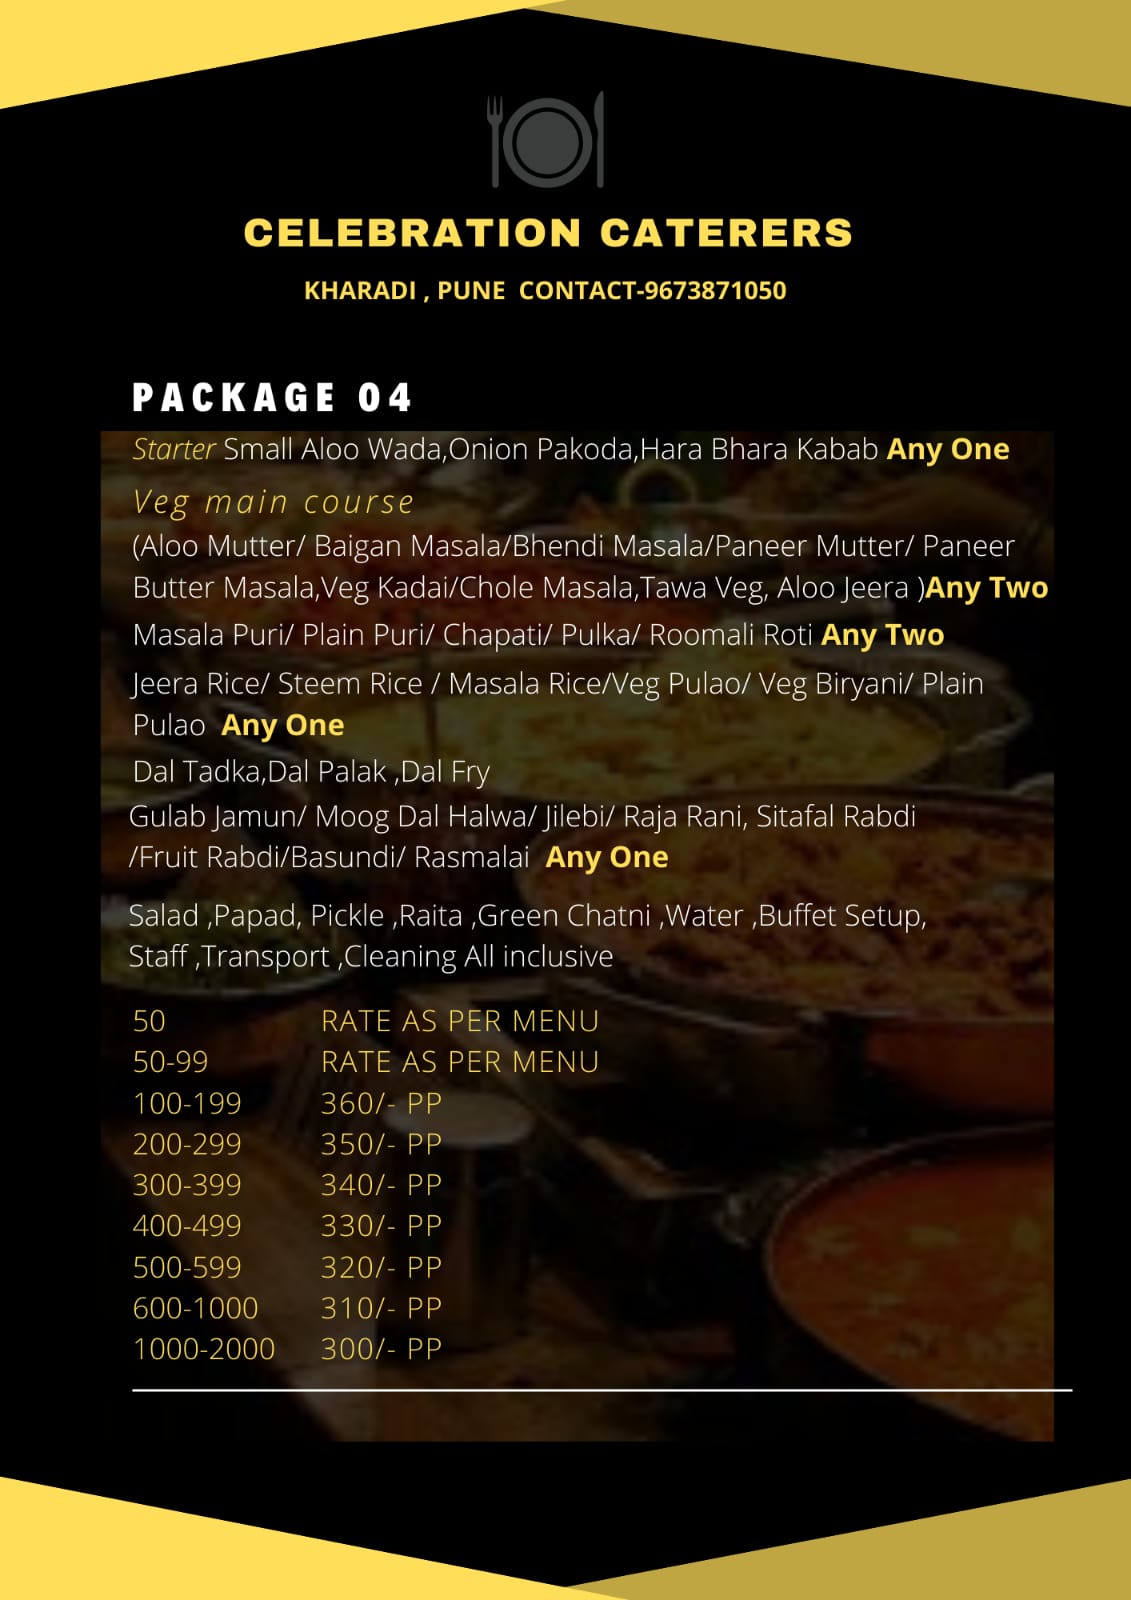 CELEBRATION CATERERS
KHARADI , PUNE CONTACT-9673871050
PACKAGE 04
Starter Small Aloo Wada,Onion Pakoda,Hara Bhara Kabab Any One
Veg main course
(Aloo Mutter/ Baigan Masala/Bhendi Masala/Paneer Mutter/ Paneer
Butter Masala,Veg Kadai/Chole Masala,Tawa Veg, Aloo Jeera )Any Two
Masala Puri/ Plain Puri/ Chapati/ Pulka/ Roomali Roti Any Two
Jeera Rice/ Steem Rice / Masala Rice/Veg Pulao/ Veg Biryani/ Plain
Pulao Any One
Dal Tadka,Dal Palak ,Dal Fry
Gulab Jamun/ Moog Dal Halwa/ Jilebi/ Raja Rani, Sitafal Rabdi
/Fruit Rabdi/Basundi/ Rasmalai Any One
Salad ,Papad, Pickle ,Raita ,Green Chatni ,Water ,Buffet Setup,
Staff ,Transport ,Cleaning All inclusive
50 RATE AS PER MENU
50-99 RATE AS PER MENU
100-199 360/- PP
200-299 350/- PP
300-399 340/- PP
400-499 330/- PP
500-599 320/- PP
600-1000 310/- PP
1000-2000 300/- PP